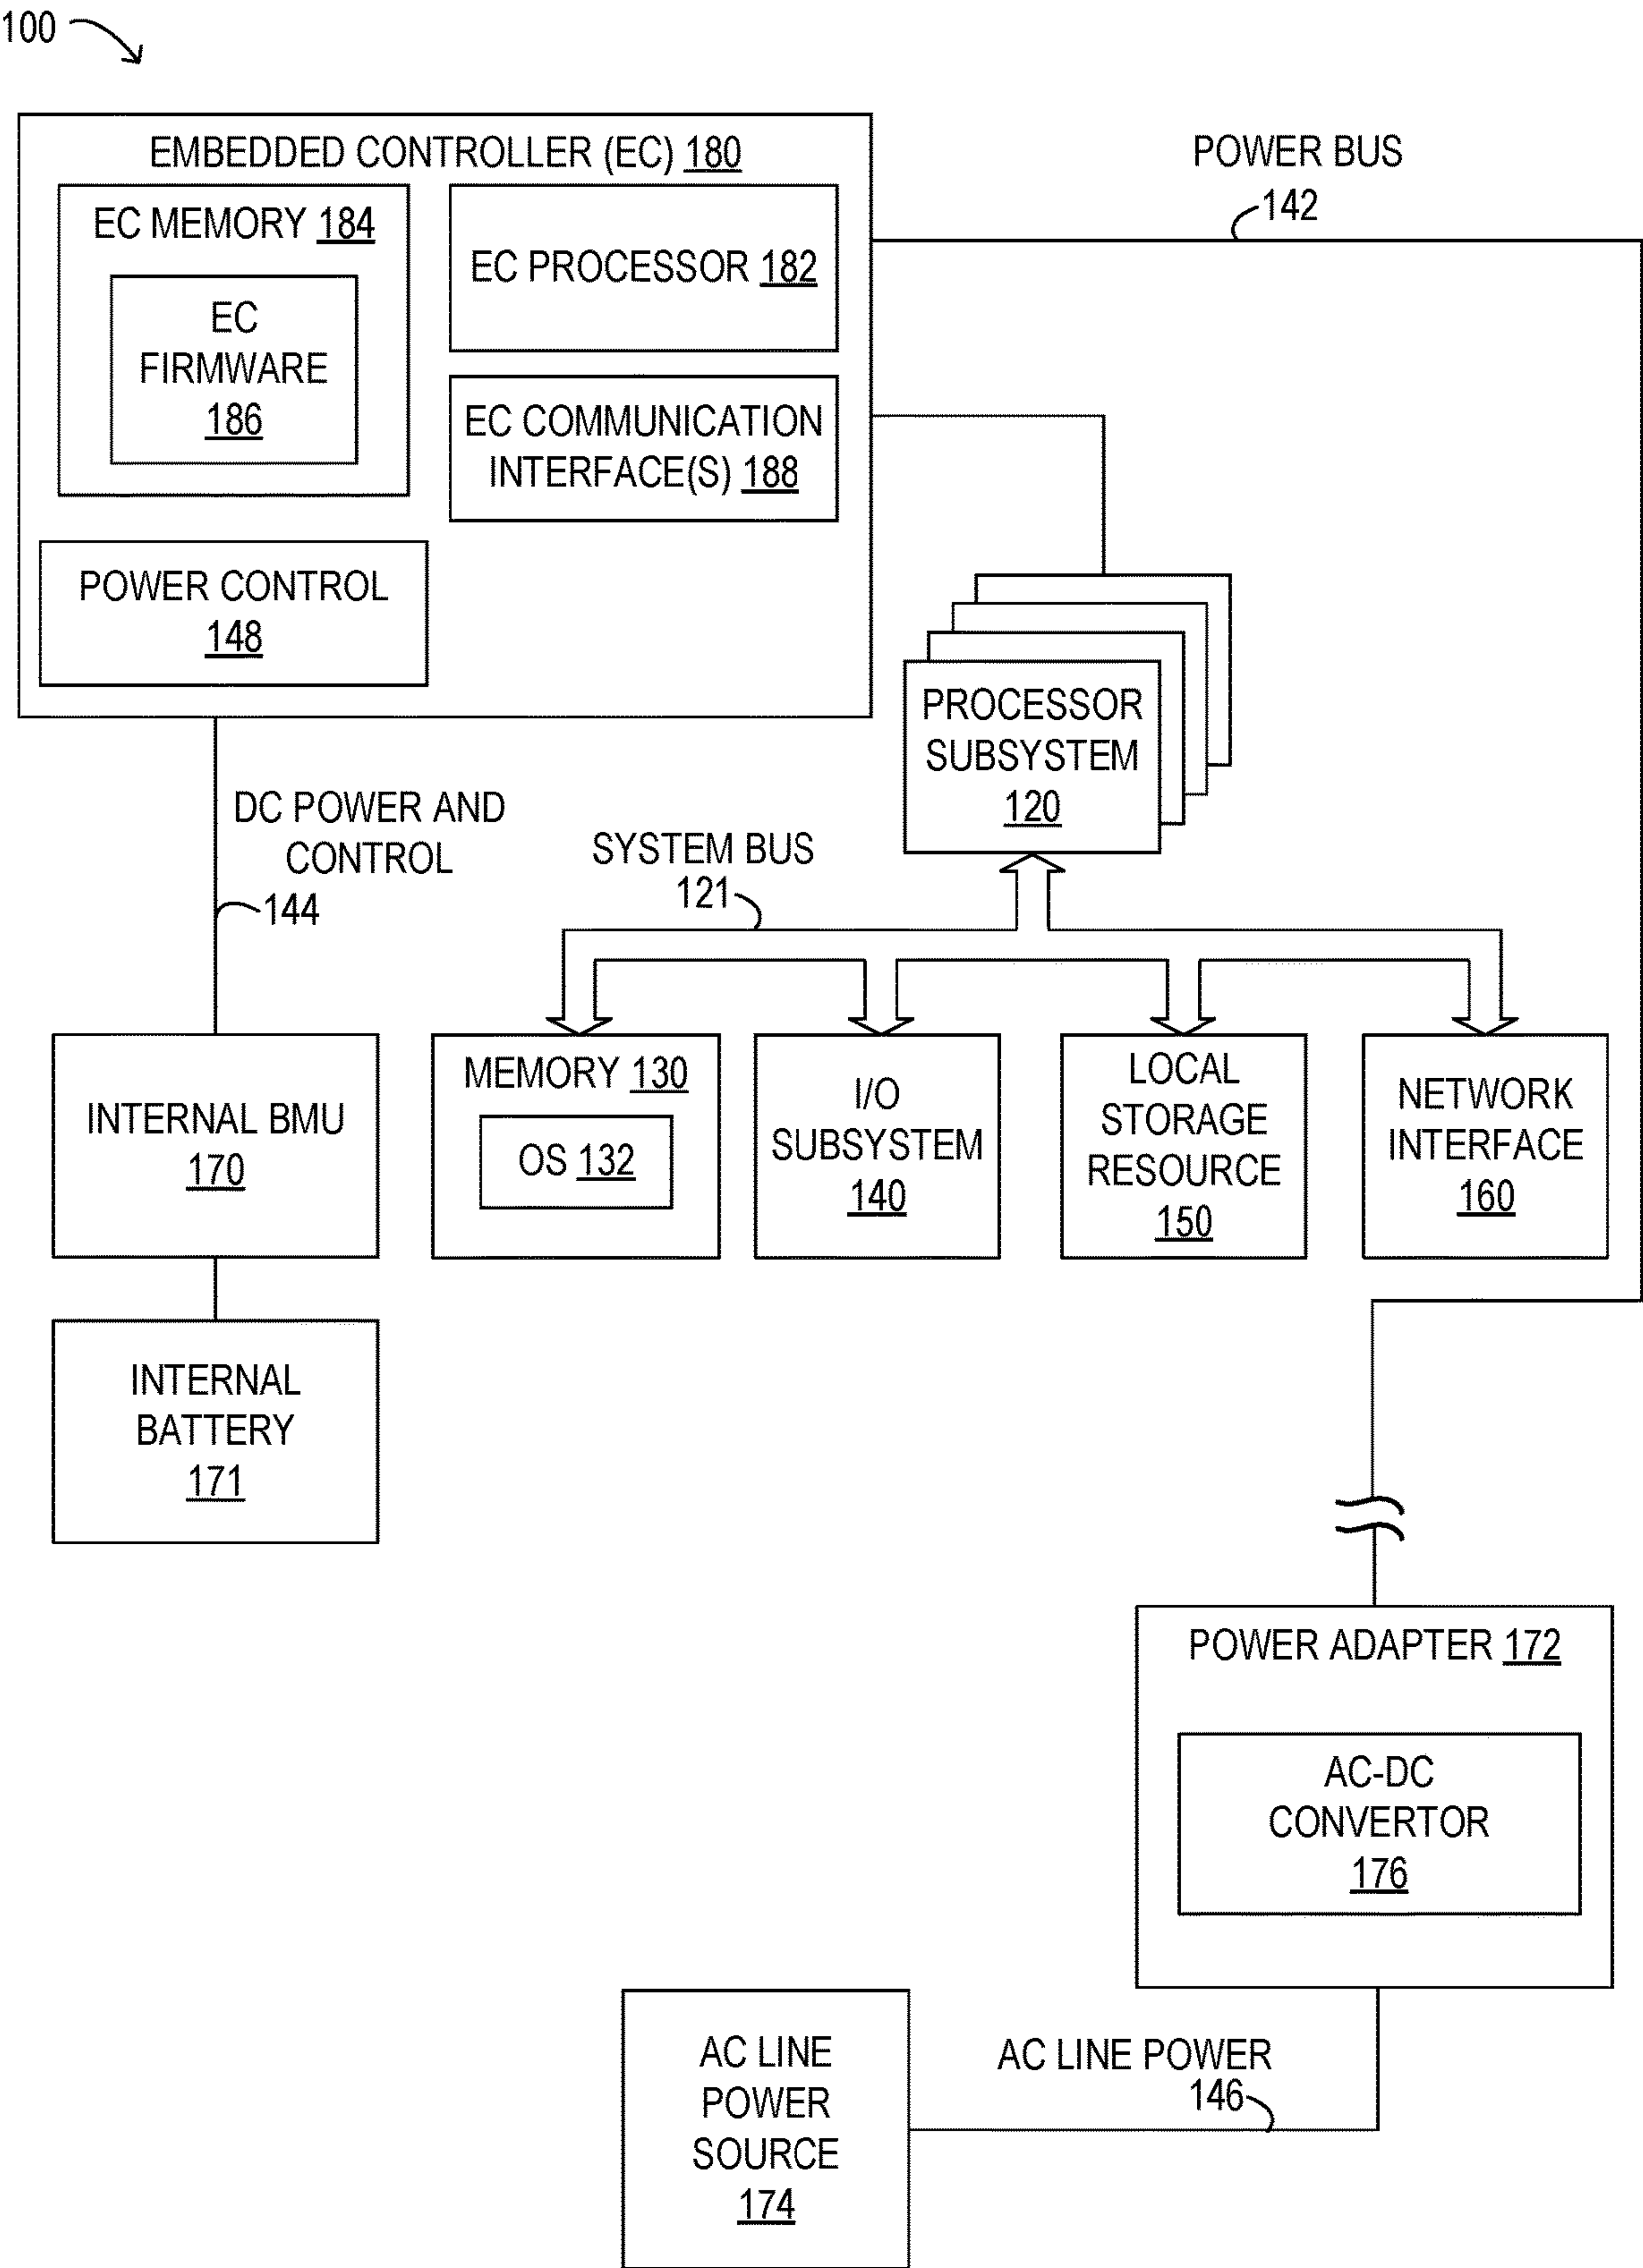 100
EMBEDDED CONTROLLER (EC) 180
EC MEMORY 184
EC
FIRMWARE
186
EC PROCESSOR 182
EC COMMUNICATION
INTERFACE(S) 188
POWER CONTROL
148
POWER BUS
142
PROCESSOR
SUBSYSTEM
120
DC POWER AND
CONTROL
144
SYSTEM BUS
121
INTERNAL BMU
170
MEMORY 130
OS 132
I/O
SUBSYSTEM
140
LOCAL
STORAGE
RESOURCE
150
NETWORK
INTERFACE
160
INTERNAL
BATTERY
171
POWER ADAPTER 172
AC-DC
CONVERTOR
176
AC LINE
POWER
SOURCE
174
AC LINE POWER
146